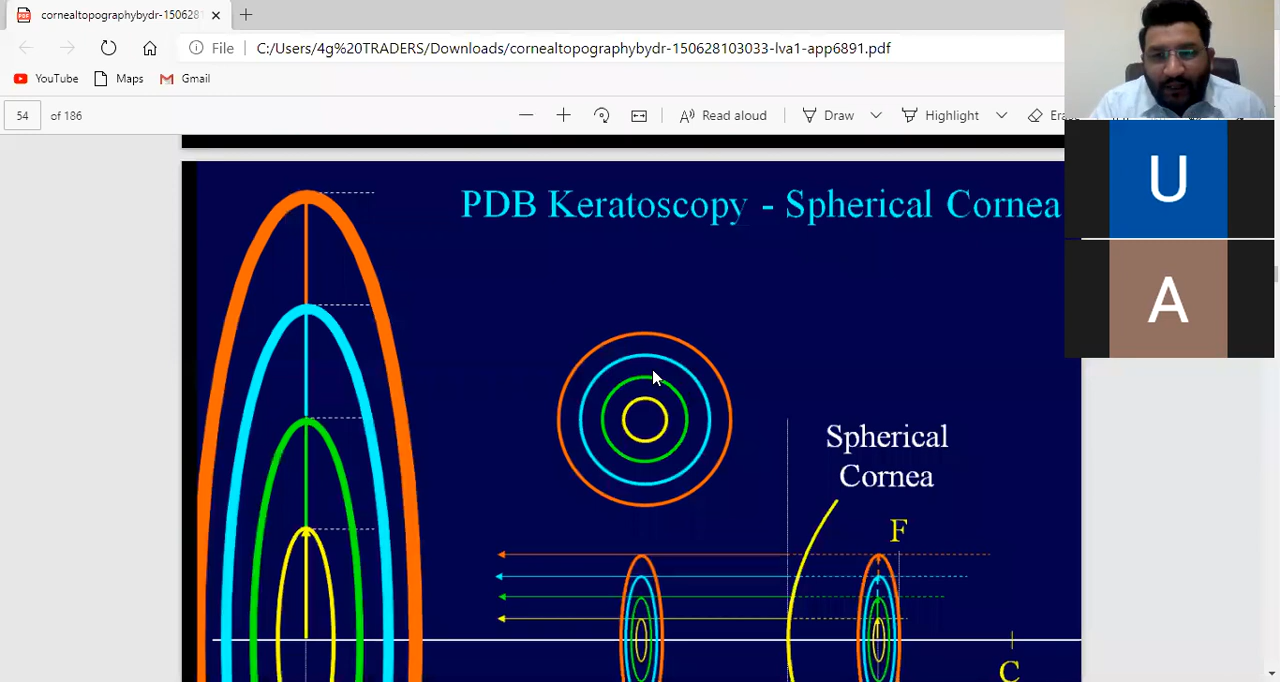 cornealtopographybydr-150628
File
C:/Users/4g%20TRADERS/Downloads/cornealtopographybydr-150628103033-lva1-app6891.pdf
YouTube
Maps
Gmail
54
of 186
Read aloud
Draw
Highlight
PDB Keratoscopy - Spherical Cornea
Spherical
Cornea
F
C
U
A